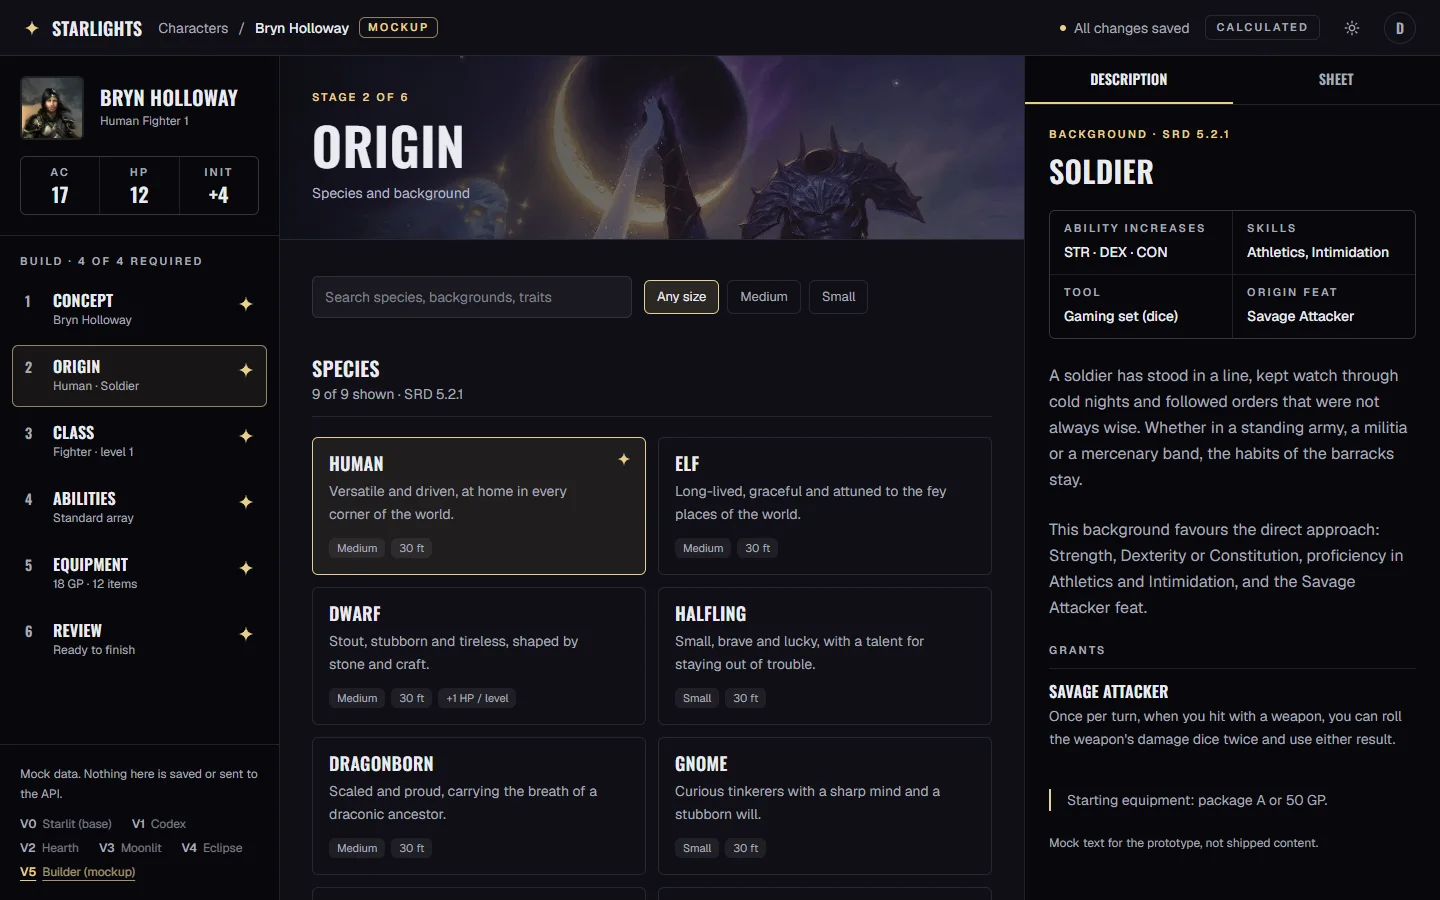 STARLIGHTS
Characters / Bryn Holloway MOCKUP
All changes saved
CALCULATED
D
BRYN HOLLOWAY
Human Fighter 1
AC
17
HP
12
INIT
+4
BUILD · 4 OF 4 REQUIRED
1 CONCEPT
Bryn Holloway
2 ORIGIN
Human · Soldier
3 CLASS
Fighter · level 1
4 ABILITIES
Standard array
5 EQUIPMENT
18 GP · 12 items
6 REVIEW
Ready to finish
Mock data. Nothing here is saved or sent to
the API.
V0 Starlit (base) V1 Codex
V2 Hearth V3 Moonlit V4 Eclipse
V5 Builder (mockup)
STAGE 2 OF 6
ORIGIN
Species and background
Search species, backgrounds, traits
Any size
Medium
Small
SPECIES
9 of 9 shown · SRD 5.2.1
HUMAN
Versatile and driven, at home in every
corner of the world.
Medium 30 ft
ELF
Long-lived, graceful and attuned to the fey
places of the world.
Medium 30 ft
DWARF
Stout, stubborn and tireless, shaped by
stone and craft.
Medium 30 ft +1 HP / level
HALFLING
Small, brave and lucky, with a talent for
staying out of trouble.
Small 30 ft
DRAGONBORN
Scaled and proud, carrying the breath of a
draconic ancestor.
Medium 30 ft
GNOME
Curious tinkerers with a sharp mind and a
stubborn will.
Small 30 ft
DESCRIPTION
SHEET
BACKGROUND · SRD 5.2.1
SOLDIER
ABILITY INCREASES
STR · DEX · CON
SKILLS
Athletics, Intimidation
TOOL
Gaming set (dice)
ORIGIN FEAT
Savage Attacker
A soldier has stood in a line, kept watch through
cold nights and followed orders that were not
always wise. Whether in a standing army, a militia
or a mercenary band, the habits of the barracks
stay.
This background favours the direct approach:
Strength, Dexterity or Constitution, proficiency in
Athletics and Intimidation, and the Savage
Attacker feat.
GRANTS
SAVAGE ATTACKER
Once per turn, when you hit with a weapon, you can roll
the weapon's damage dice twice and use either result.
Starting equipment: package A or 50 GP.
Mock text for the prototype, not shipped content.